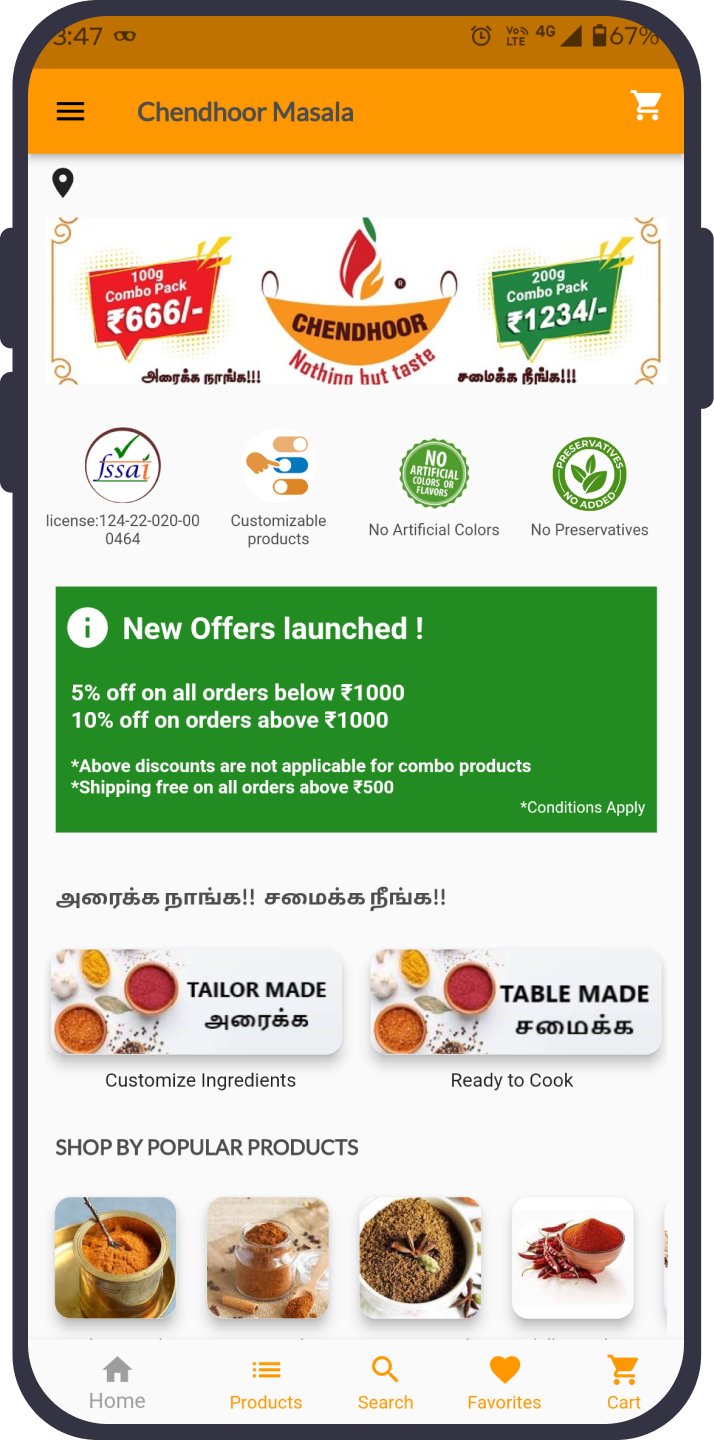 3:47
VoLTE 4G 67%
Chendhoor Masala
100g
Combo Pack
₹666/-
CHENDHOOR
®
Nothing but taste
200g
Combo Pack
₹1234/-
அரைக்க நாங்க!!!
சமைக்க நீங்க!!!
fssai
NO
ARTIFICIAL
COLORS OR
FLAVORS
PRESERVATIVES
NO ADDED
license:124-22-020-00
0464
Customizable
products
No Artificial Colors
No Preservatives
New Offers launched !
5% off on all orders below ₹1000
10% off on orders above ₹1000
*Above discounts are not applicable for combo products
*Shipping free on all orders above ₹500
*Conditions Apply
அரைக்க நாங்க!! சமைக்க நீங்க!!
TAILOR MADE
அரைக்க
TABLE MADE
சமைக்க
Customize Ingredients
Ready to Cook
SHOP BY POPULAR PRODUCTS
Home
Products
Search
Favorites
Cart